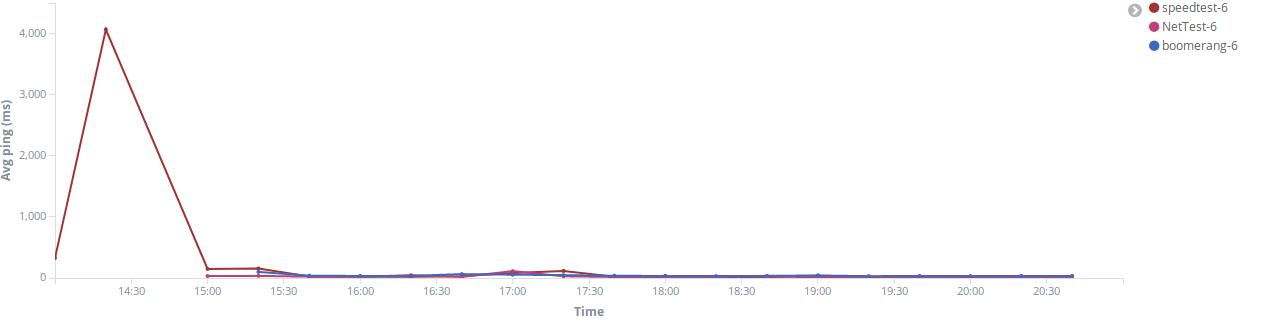 speedtest-6
NetTest-6
boomerang-6
Avg ping (ms)
4,000
3,000
2,000
1,000
0
14:30 15:00 15:30 16:00 16:30 17:00 17:30 18:00 18:30 19:00 19:30 20:00 20:30
Time